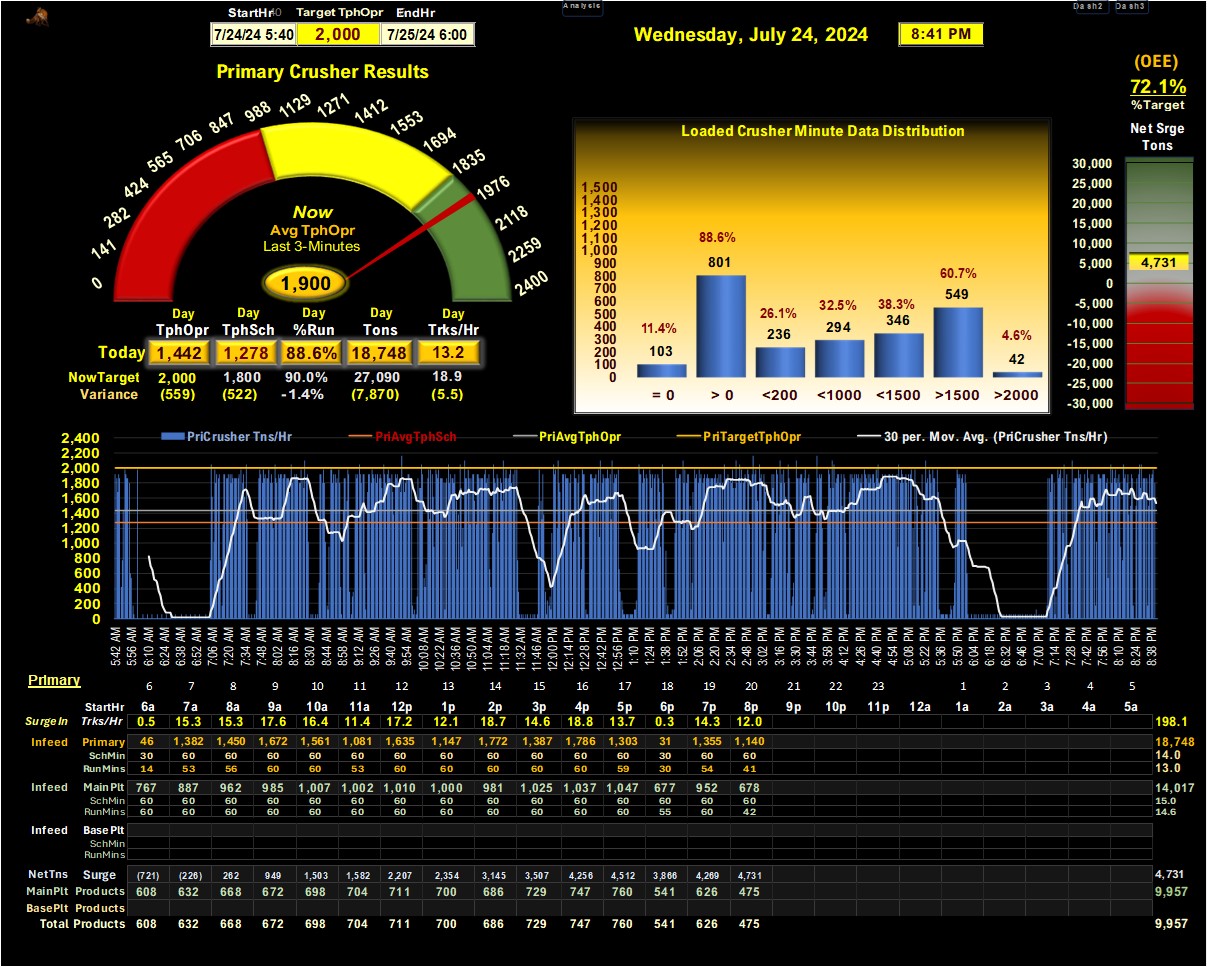 StartHr40 Target TphOpr EndHr
7/24/24 5:40 2,000 7/25/24 6:00
Analysis
Wednesday, July 24, 2024 8:41 PM
Dash2 Dash3
(OEE)
72.1%
%Target
Net Srge
Tons
30,000
25,000
20,000
15,000
10,000
5,000
4,731
0
-5,000
-10,000
-15,000
-20,000
-25,000
-30,000
Primary Crusher Results
0
141
282
424
565
706
847
988
1129
1271
1412
1553
1694
1835
1976
2118
2259
2400
Now
Avg TphOpr
Last 3-Minutes
1,900
Day Day Day Day Day
TphOpr TphSch %Run Tons Trks/Hr
Today 1,442 1,278 88.6% 18,748 13.2
NowTarget 2,000 1,800 90.0% 27,090 18.9
Variance (559) (522) -1.4% (7,870) (5.5)
Loaded Crusher Minute Data Distribution
1,500
1,400
1,300
1,200
1,100
1,000
900
800
700
600
500
400
300
200
100
0
11.4% 88.6% 26.1% 32.5% 38.3% 60.7% 4.6%
103 801 236 294 346 549 42
= 0 > 0 <200 <1000 <1500 >1500 >2000
PriCrusher Tns/Hr PriAvgTphSch PriAvgTphOpr PriTargetTphOpr 30 per. Mov. Avg. (PriCrusher Tns/Hr)
2,400
2,200
2,000
1,800
1,600
1,400
1,200
1,000
800
600
400
200
0
5:42 AM 5:56 AM 6:10 AM 6:24 AM 6:38 AM 6:52 AM 7:06 AM 7:20 AM 7:34 AM 7:48 AM 8:02 AM 8:16 AM 8:30 AM 8:44 AM 8:58 AM 9:12 AM 9:26 AM 9:40 AM 9:54 AM 10:08 AM 10:22 AM 10:36 AM 10:50 AM 11:04 AM 11:18 AM 11:32 AM 11:46 AM 12:00 PM 12:14 PM 12:28 PM 12:42 PM 12:56 PM 1:10 PM 1:24 PM 1:38 PM 1:52 PM 2:06 PM 2:20 PM 2:34 PM 2:48 PM 3:02 PM 3:16 PM 3:30 PM 3:44 PM 3:58 PM 4:12 PM 4:26 PM 4:40 PM 4:54 PM 5:08 PM 5:22 PM 5:36 PM 5:50 PM 6:04 PM 6:18 PM 6:32 PM 6:46 PM 7:00 PM 7:14 PM 7:28 PM 7:42 PM 7:56 PM 8:10 PM 8:24 PM 8:38 PM
Primary
6 7 8 9 10 11 12 13 14 15 16 17 18 19 20 21 22 23 1 2 3 4 5
StartHr 6a 7a 8a 9a 10a 11a 12a 1p 2p 3p 4p 5p 6p 7p 8p 9p 10p 11p 12a 1a 2a 3a 4a 5a
SurgeIn Trks/Hr 0.5 15.3 15.3 17.6 16.4 11.4 17.2 12.1 18.7 14.6 18.8 13.7 0.3 14.3 12.0 198.1
Infeed Primary 46 1,382 1,450 1,672 1,561 1,081 1,635 1,147 1,772 1,387 1,786 1,303 31 1,355 1,140 18,748
SchMin 30 60 60 60 60 60 60 60 60 60 60 60 30 60 60 14.0
RunMins 14 53 56 60 60 53 60 60 60 60 60 59 30 54 41 13.0
Infeed MainPlt 767 887 962 985 1,007 1,002 1,010 1,000 981 1,025 1,037 1,047 677 952 678 14,017
SchMin 60 60 60 60 60 60 60 60 60 60 60 60 60 60 60 15.0
RunMins 60 60 60 60 60 60 60 60 60 60 60 60 55 60 42 14.6
Infeed BasePlt
SchMin
RunMins
NetTns Surge (721) (226) 262 949 1,503 1,582 2,207 2,354 3,145 3,507 4,256 4,512 3,866 4,269 4,731 4,731
MainPlt Products 608 632 668 672 698 704 711 700 686 729 747 760 541 626 475 9,957
BasePlt Products
Total Products 608 632 668 672 698 704 711 700 686 729 747 760 541 626 475 9,957